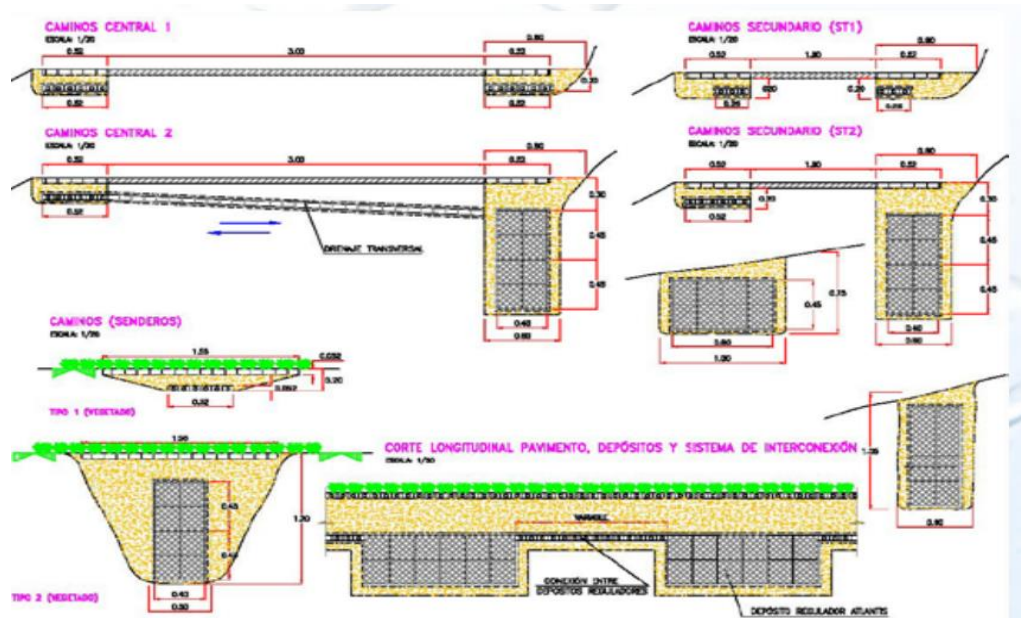 CAMINOS CENTRAL 1
ESCALA: 1/20
0.80
0.52
3.00
0.52
0.20
0.52
0.52
CAMINOS SECUNDARIO (ST1)
ESCALA: 1/20
0.80
0.52
1.80
0.52
0.20
0.20
CAMINOS CENTRAL 2
ESCALA: 1/20
0.80
0.52
3.00
0.52
0.30
0.52
0.45
0.45
DRENAJE TRANSVERSAL
0.40
0.60
CAMINOS SECUNDARIO (ST2)
ESCALA: 1/20
0.80
0.52
1.80
0.52
0.30
0.20
0.52
0.45
0.45
0.40
0.60
0.45
0.75
0.80
1.00
CAMINOS (SENDEROS)
ESCALA: 1/20
1.55
0.052
0.20
0.052
0.52
TIPO 1 (VEGETADO)
0.45
0.45
1.20
0.40
0.50
TIPO 2 (VEGETADO)
CORTE LONGITUDINAL PAVIMENTO, DEPÓSITOS Y SISTEMA DE INTERCONEXIÓN
ESCALA: 1/20
VARIABLE
CONEXIÓN ENTRE
DEPÓSITOS REGULADORES
DEPÓSITO REGULADOR ATLANTIS
0.60